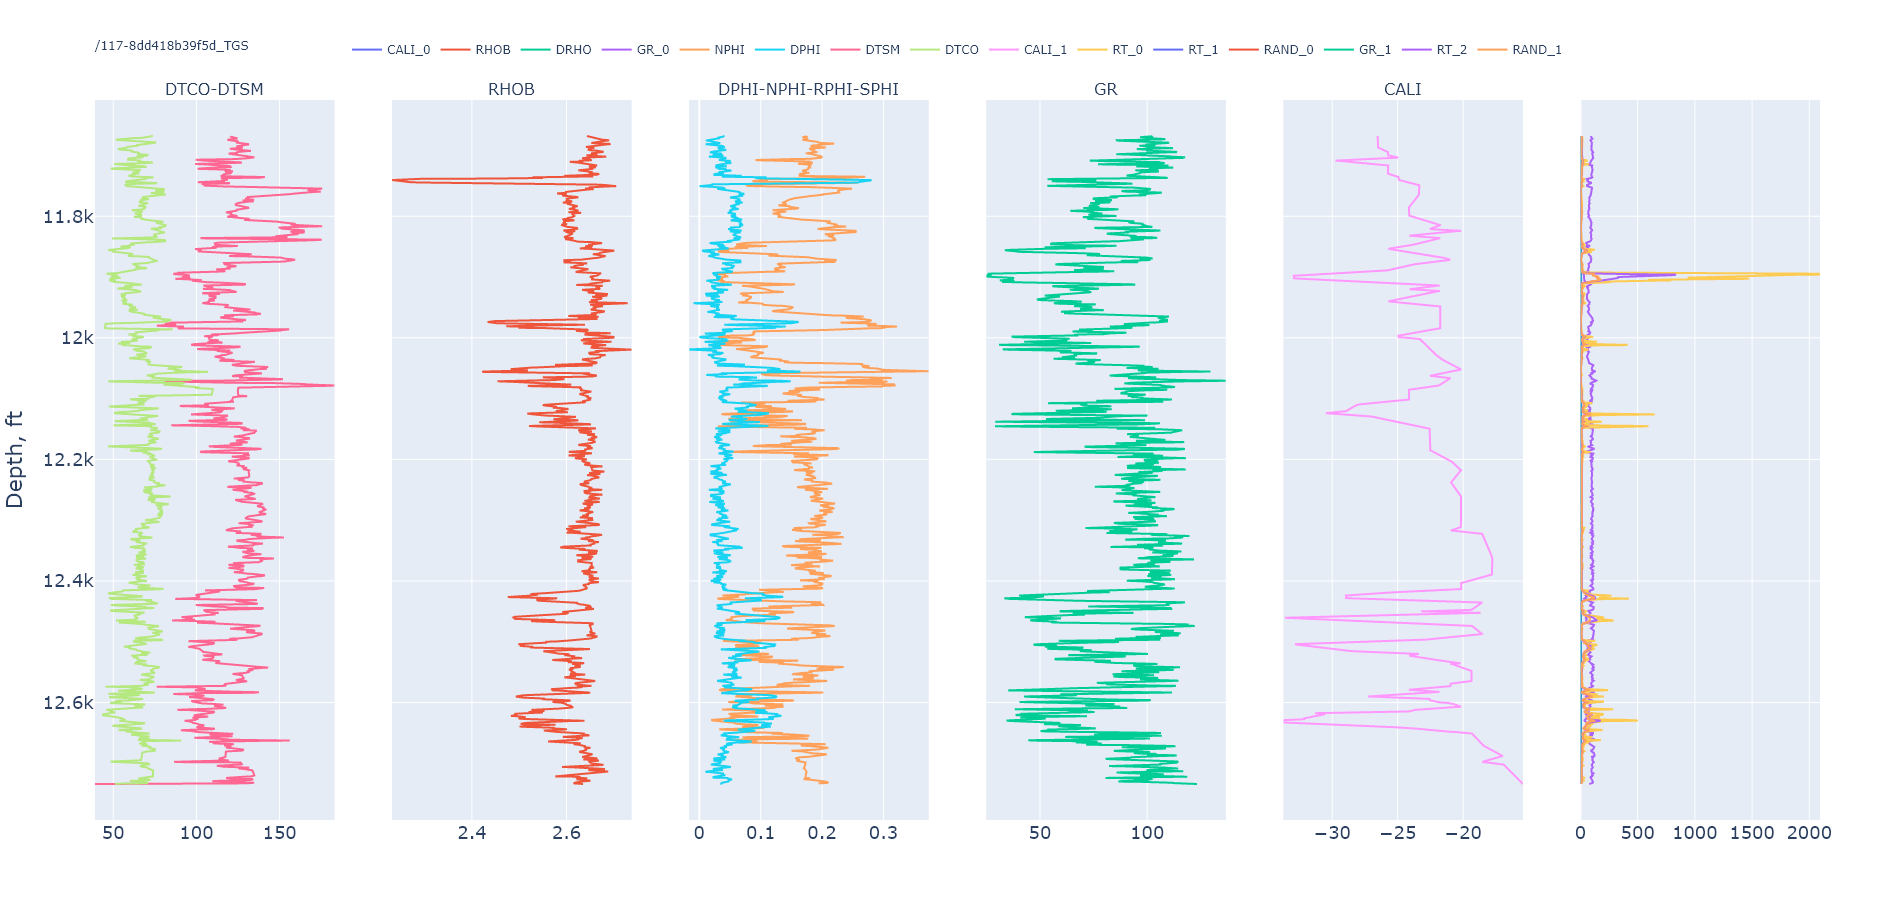 /117-8dd418b39f5d_TGS
CALI_0 RHOB DRHO GR_0 NPHI DPHI DTSM DTCO CALI_1 RT_0 RT_1 RAND_0 GR_1 RT_2 RAND_1
DTCO-DTSM RHOB DPHI-NPHI-RPHI-SPHI GR CALI
Depth, ft
11.8k
12k
12.2k
12.4k
12.6k
50 100 150 2.4 2.6 0 0.1 0.2 0.3 50 100 −30 −25 −20 0 500 1000 1500 2000